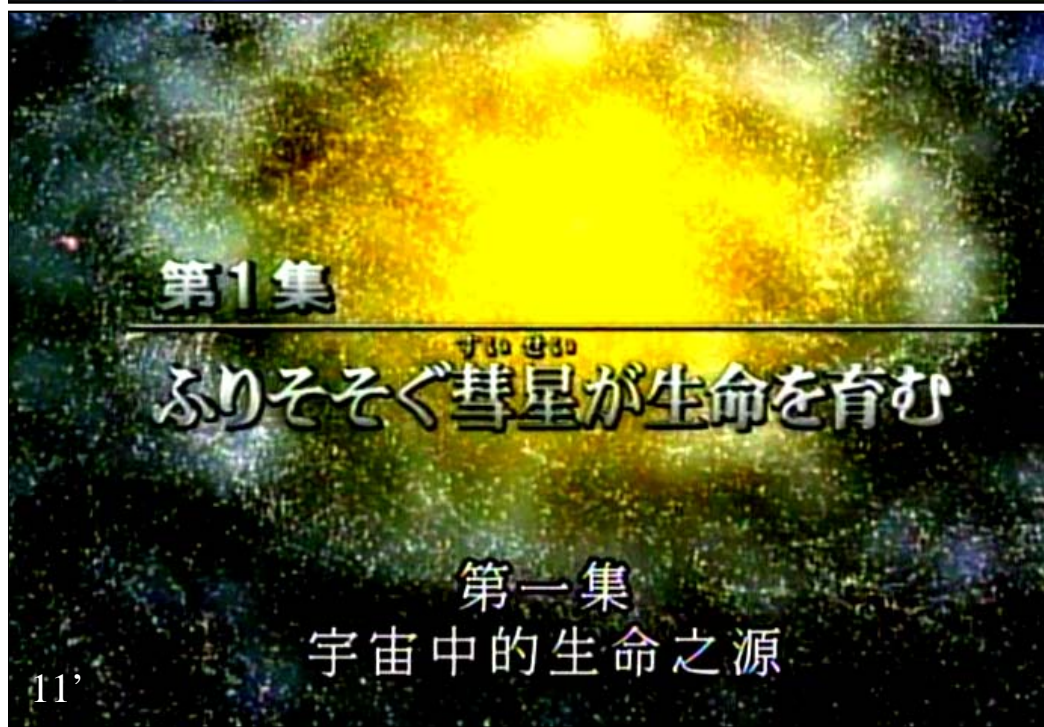 第1集
すいせい
ふりそそぐ彗星が生命を育む
第一集
宇宙中的生命之源
11’